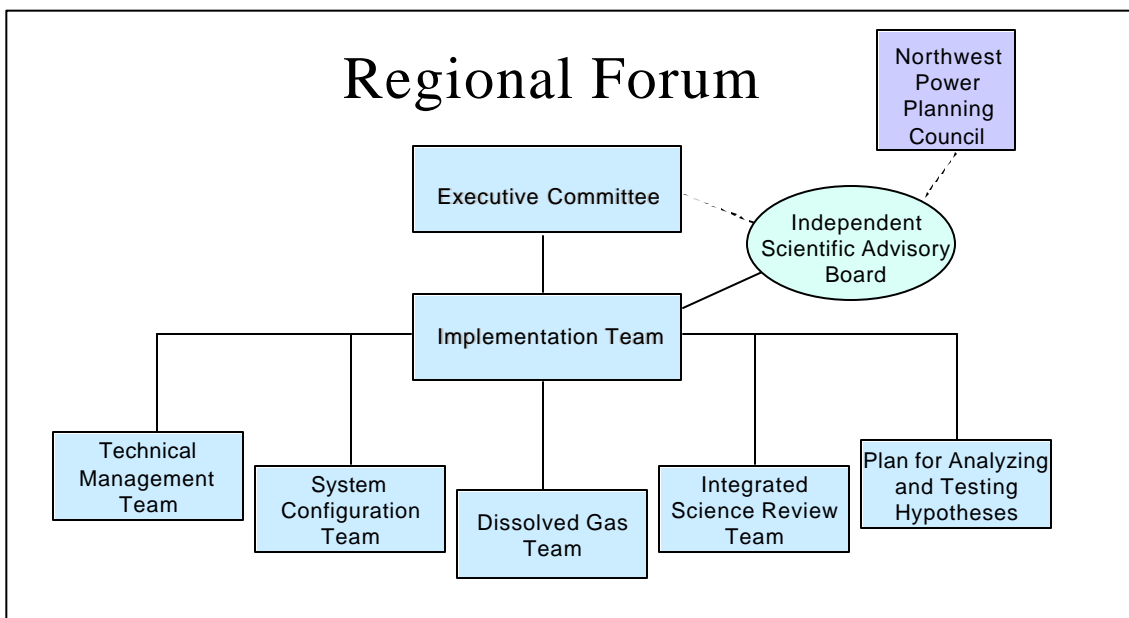 Regional Forum
Northwest
Power
Planning
Council
Executive Committee
Independent
Scientific Advisory
Board
Implementation Team
Technical
Management
Team
System
Configuration
Team
Dissolved Gas
Team
Integrated
Science Review
Team
Plan for Analyzing
and Testing
Hypotheses